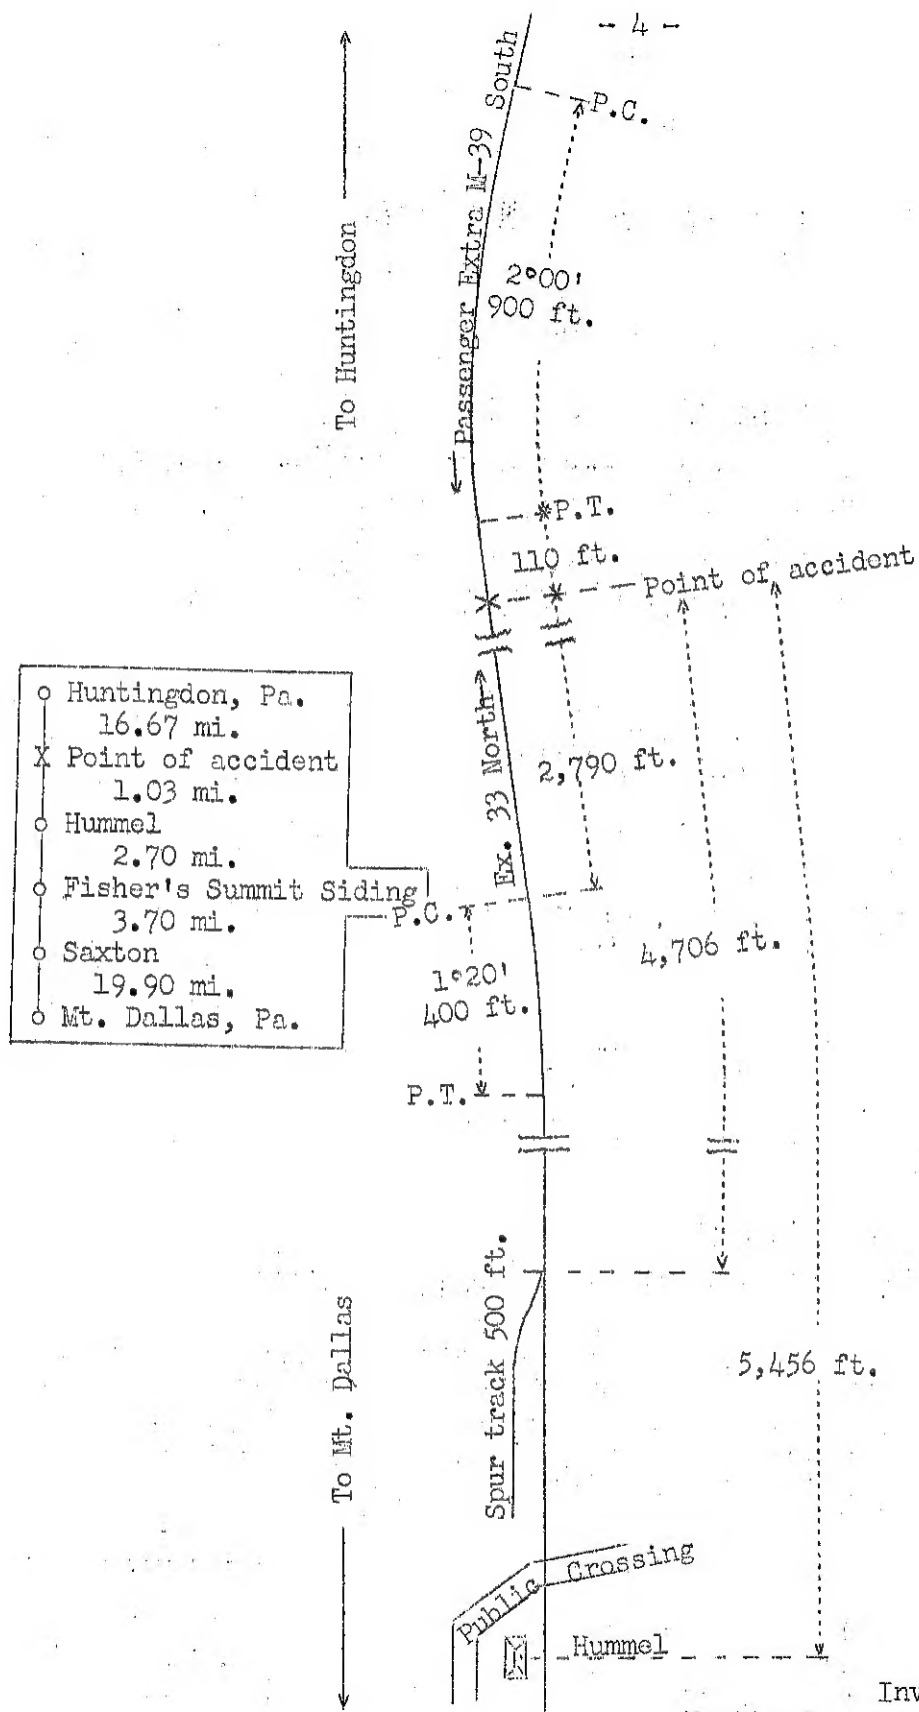 - 4 -
To Huntingdon
Passenger Extra M-39 South
P.C.
2°00'
900 ft.
P.T.
110 ft.
Point of accident
Huntingdon, Pa.
16.67 mi.
X Point of accident
1.03 mi.
Hummel
2.70 mi.
Fisher's Summit Siding
3.70 mi.
Saxton
19.90 mi.
Mt. Dallas, Pa.
Ex. 33 North
2,790 ft.
P.C.
1°20'
400 ft.
4,706 ft.
P.T.
To Mt. Dallas
Spur track 500 ft.
5,456 ft.
Public Crossing
Hummel